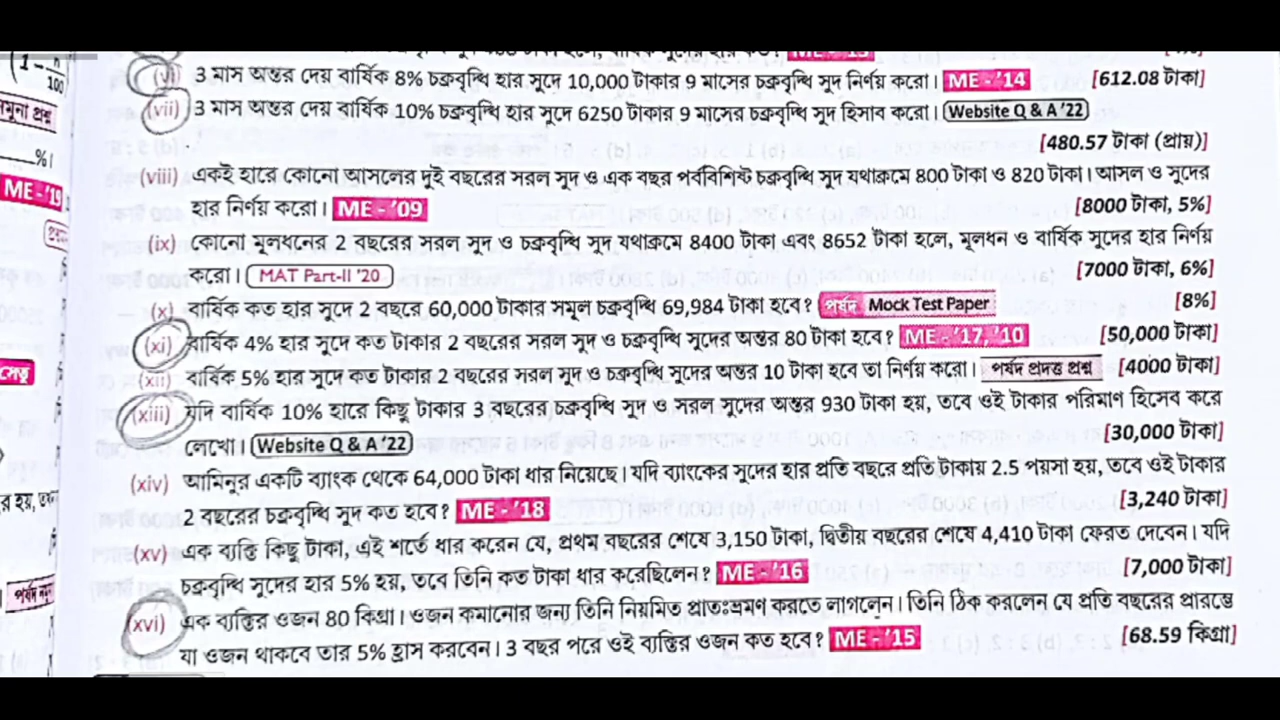 1 -
100
নমুনা প্রশ্ন
%।
ME -'19
(vi) 3 মাস অন্তর দেয় বার্ষিক 8% চক্রবৃদ্ধি হার সুদে 10,000 টাকার 9 মাসের চক্রবৃদ্ধি সুদ নির্ণয় করো। ME -'14 [612.08 টাকা]
(vii) 3 মাস অন্তর দেয় বার্ষিক 10% চক্রবৃদ্ধি হার সুদে 6250 টাকার 9 মাসের চক্রবৃদ্ধি সুদ হিসাব করো। Website Q & A '22
[480.57 টাকা (প্রায়)]
(viii) একই হারে কোনো আসলের দুই বছরের সরল সুদ ও এক বছর পর্ববিশিষ্ট চক্রবৃদ্ধি সুদ যথাক্রমে 800 টাকা ও 820 টাকা। আসল ও সুদের
হার নির্ণয় করো। ME -'09 [8000 টাকা, 5%]
(ix) কোনো মূলধনের 2 বছরের সরল সুদ ও চক্রবৃদ্ধি সুদ যথাক্রমে 8400 টাকা এবং 8652 টাকা হলে, মূলধন ও বার্ষিক সুদের হার নির্ণয়
করো। MAT Part-II '20 [7000 টাকা, 6%]
(x) বার্ষিক কত হার সুদে 2 বছরে 60,000 টাকার সমূল চক্রবৃদ্ধি 69,984 টাকা হবে? পর্ষদ Mock Test Paper [8%]
(xi) বার্ষিক 4% হার সুদে কত টাকার 2 বছরের সরল সুদ ও চক্রবৃদ্ধি সুদের অন্তর 80 টাকা হবে? ME -'17, '10 [50,000 টাকা]
(xii) বার্ষিক 5% হার সুদে কত টাকার 2 বছরের সরল সুদ ও চক্রবৃদ্ধি সুদের অন্তর 10 টাকা হবে তা নির্ণয় করো। পর্ষদ প্রদত্ত প্রশ্ন [4000 টাকা]
(xiii) যদি বার্ষিক 10% হারে কিছু টাকার 3 বছরের চক্রবৃদ্ধি সুদ ও সরল সুদের অন্তর 930 টাকা হয়, তবে ওই টাকার পরিমাণ হিসেব করে
লেখো। Website Q & A '22 [30,000 টাকা]
(xiv) আমিনুর একটি ব্যাংক থেকে 64,000 টাকা ধার নিয়েছে। যদি ব্যাংকের সুদের হার প্রতি বছরে প্রতি টাকায় 2.5 পয়সা হয়, তবে ওই টাকার
2 বছরের চক্রবৃদ্ধি সুদ কত হবে? ME -'18 [3,240 টাকা]
(xv) এক ব্যক্তি কিছু টাকা, এই শর্তে ধার করেন যে, প্রথম বছরের শেষে 3,150 টাকা, দ্বিতীয় বছরের শেষে 4,410 টাকা ফেরত দেবেন। যদি
চক্রবৃদ্ধি সুদের হার 5% হয়, তবে তিনি কত টাকা ধার করেছিলেন? ME -'16 [7,000 টাকা]
(xvi) এক ব্যক্তির ওজন 80 কিগ্রা। ওজন কমানোর জন্য তিনি নিয়মিত প্রাতঃভ্রমণ করতে লাগলেন। তিনি ঠিক করলেন যে প্রতি বছরের প্রারম্ভে
যা ওজন থাকবে তার 5% হ্রাস করবেন। 3 বছর পরে ওই ব্যক্তির ওজন কত হবে? ME -'15 [68.59 কিগ্রা]